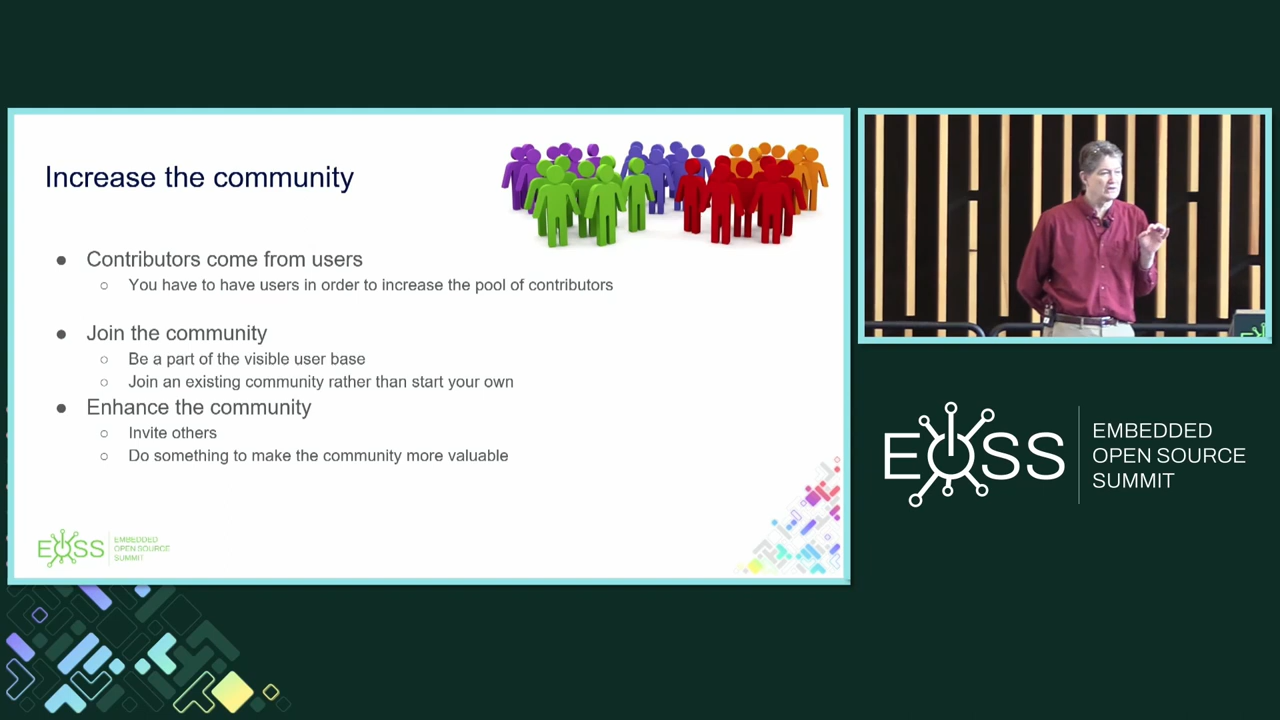 Increase the community
● Contributors come from users
○ You have to have users in order to increase the pool of contributors
● Join the community
○ Be a part of the visible user base
○ Join an existing community rather than start your own
● Enhance the community
○ Invite others
○ Do something to make the community more valuable
EOSS
EMBEDDED
OPEN SOURCE
SUMMIT
EOSS
EMBEDDED
OPEN SOURCE
SUMMIT